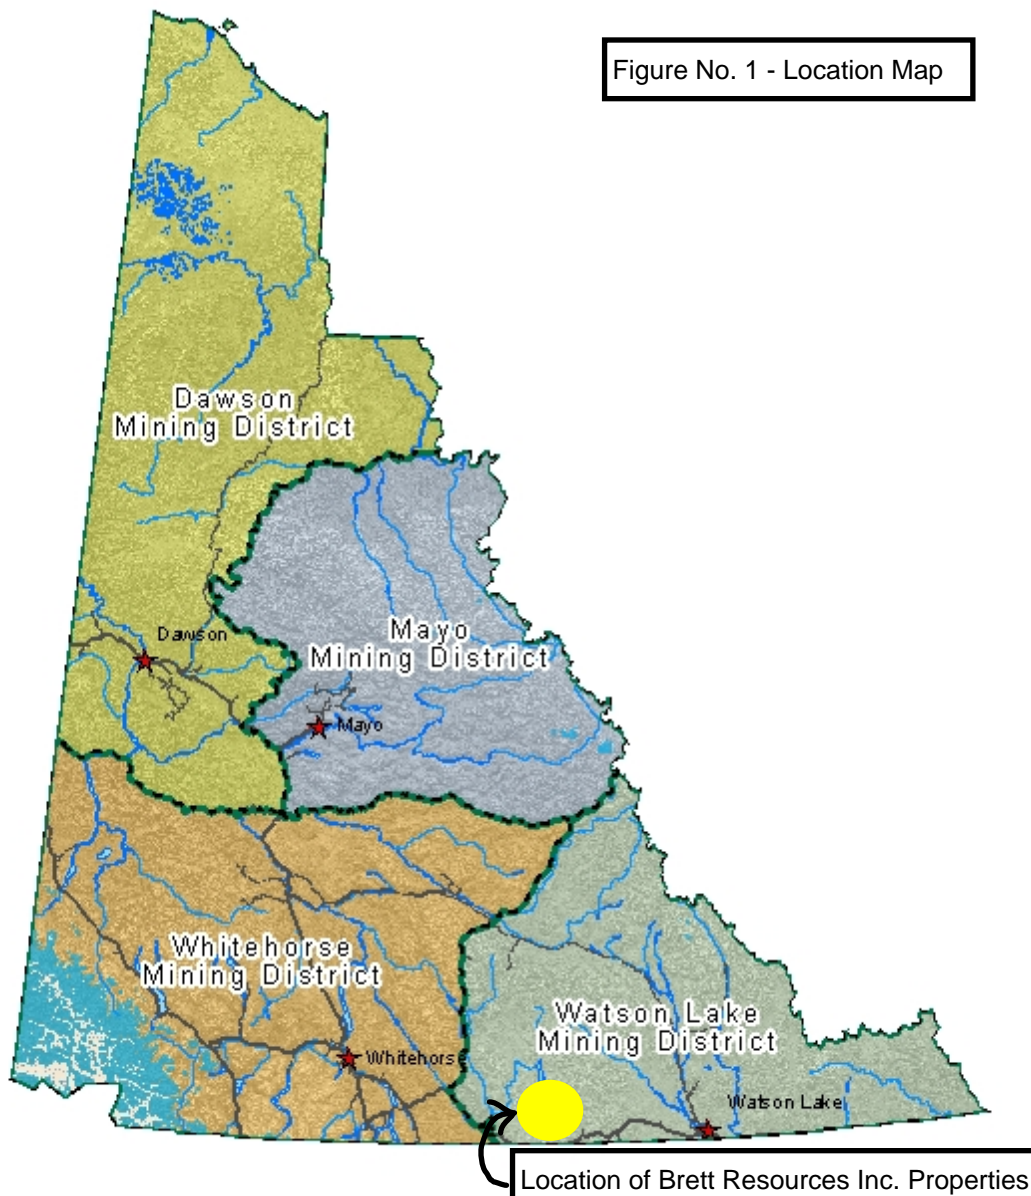 Figure No. 1 - Location Map
Dawson
Mining District
Dawson
Mayo
Mining District
Mayo
Whitehorse
Mining District
Watson Lake
Mining District
Whitehors
Watson Lake
Location of Brett Resources Inc. Properties